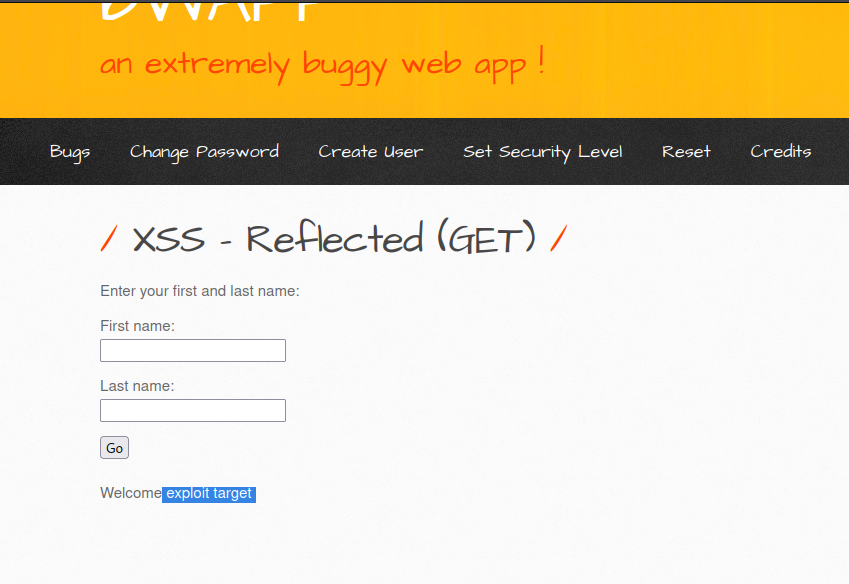 an extremely buggy web app !
Bugs Change Password Create User Set Security Level Reset Credits
/ XSS - Reflected (GET) /
Enter your first and last name:
First name:
Last name:
Go
Welcome exploit target